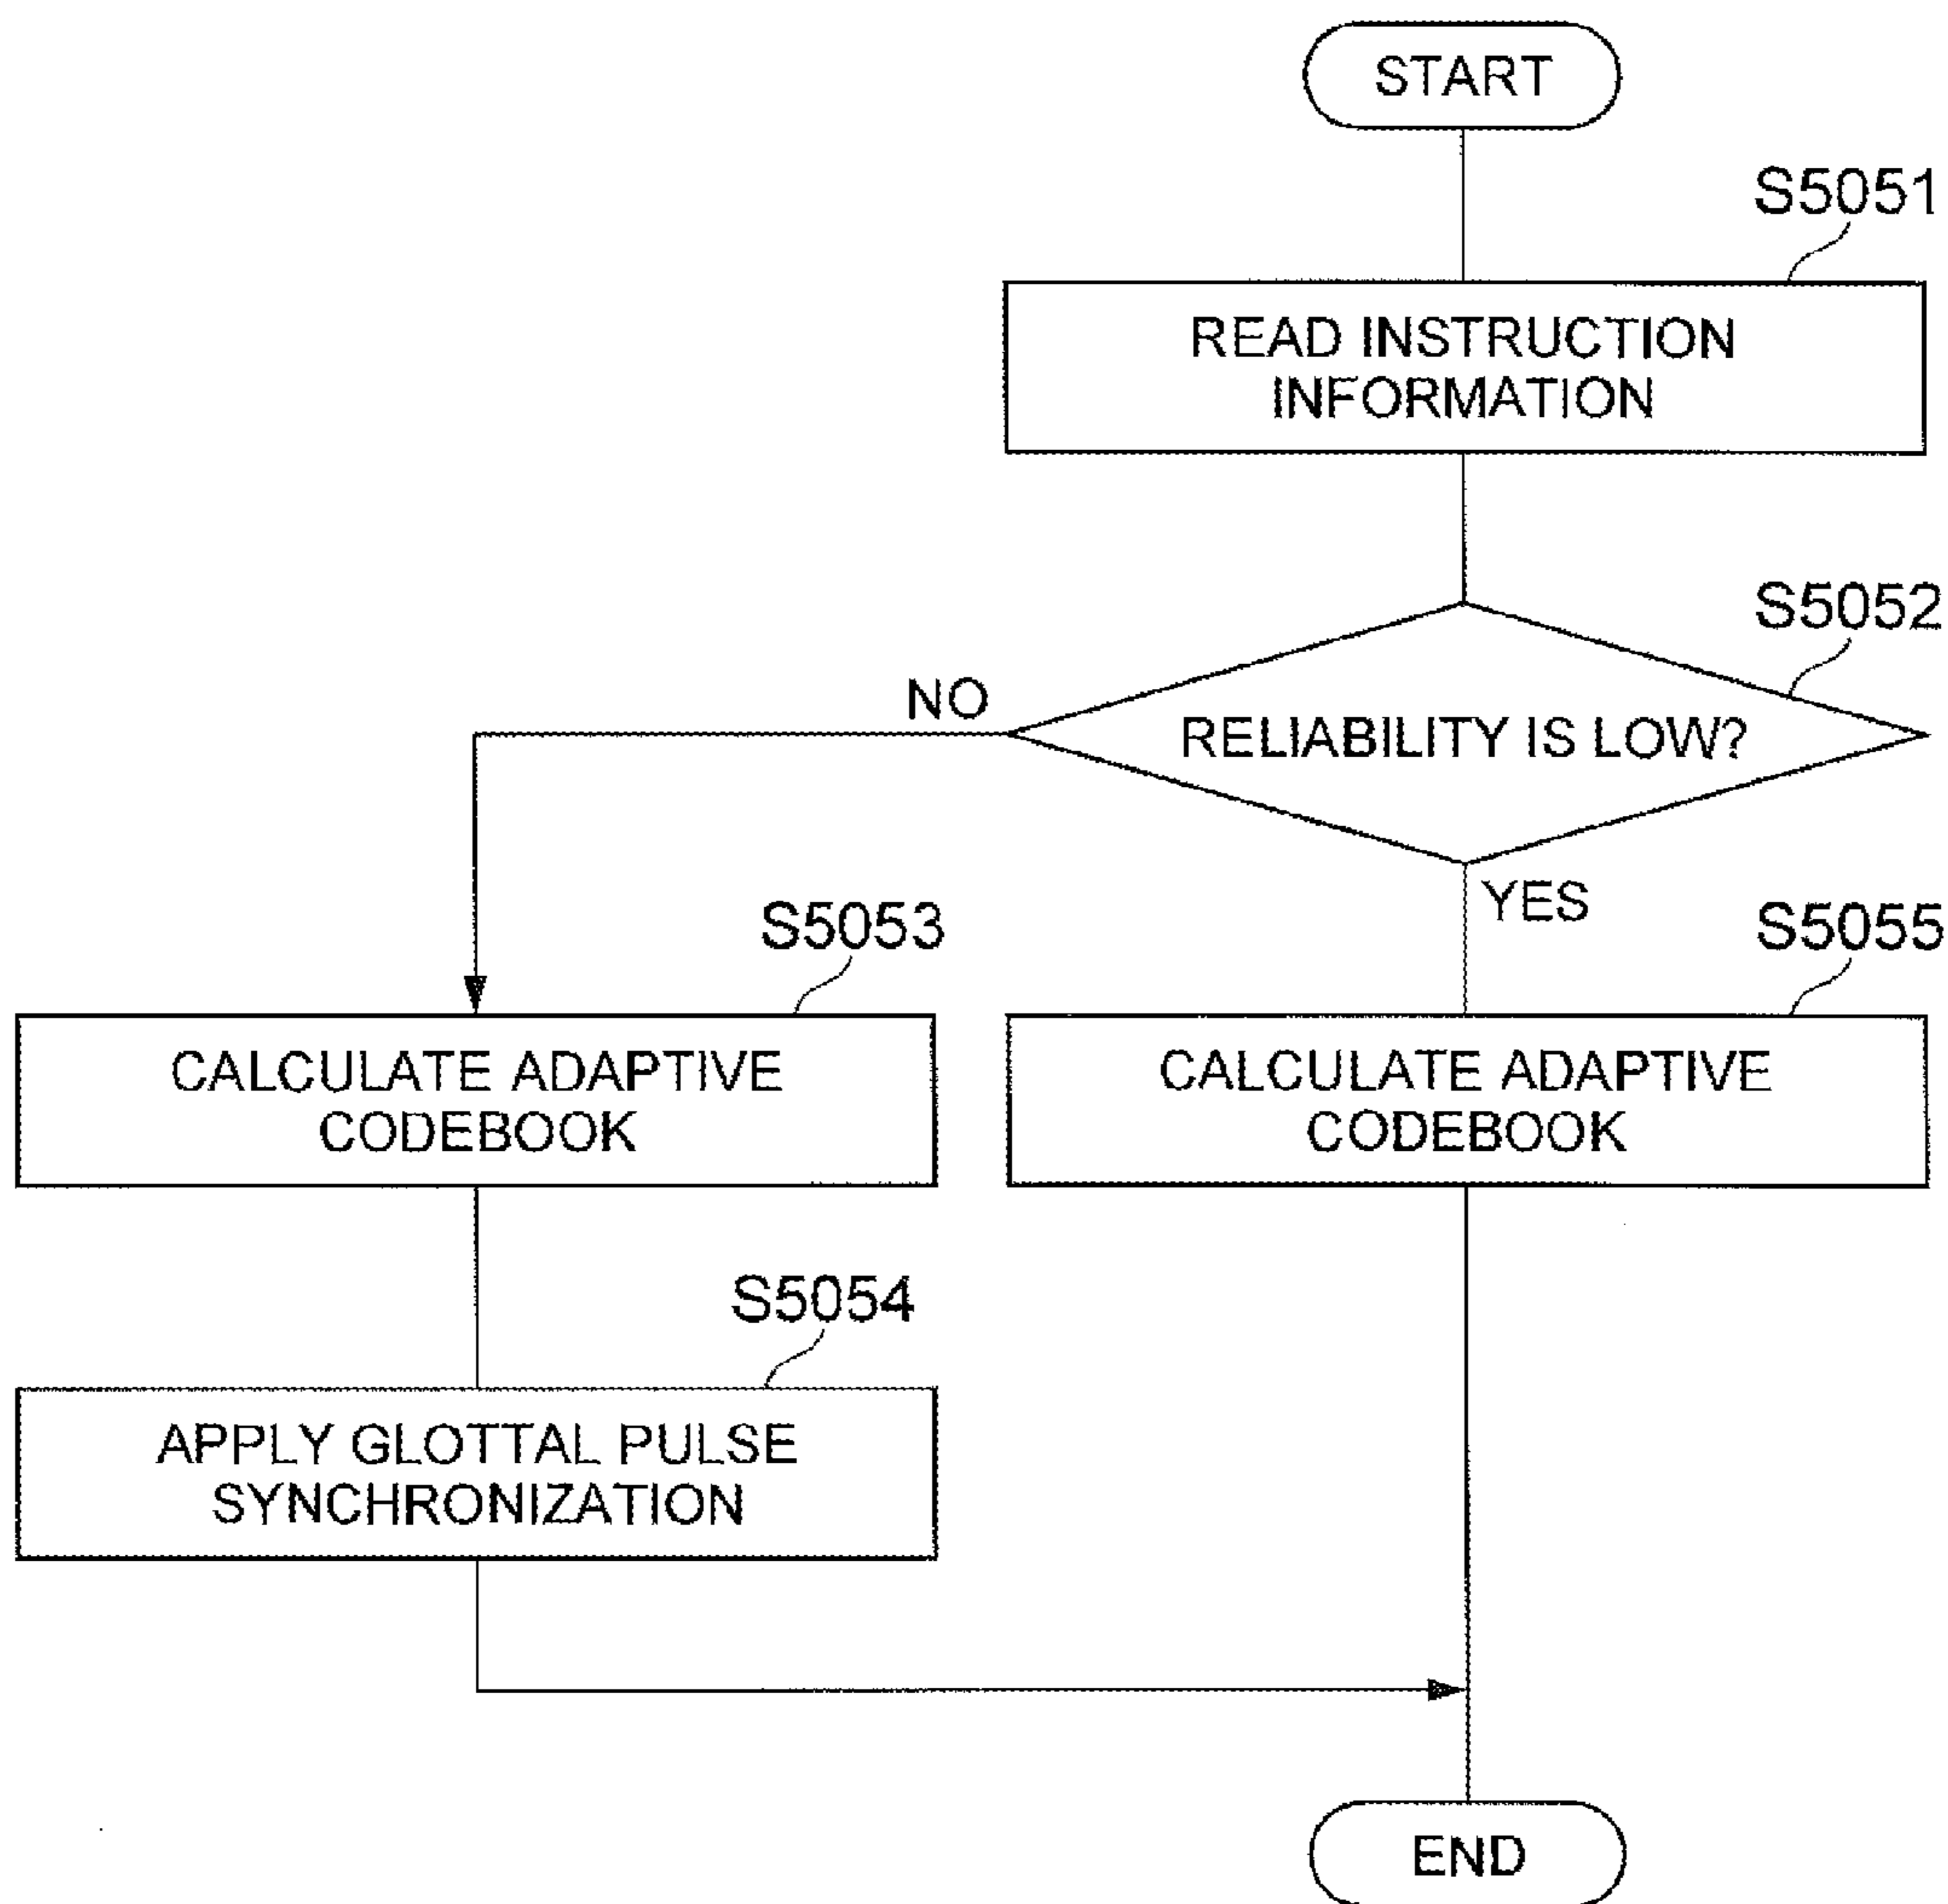 START
S5051
READ INSTRUCTION
INFORMATION
S5052
NO
RELIABILITY IS LOW?
YES
S5053
S5055
CALCULATE ADAPTIVE
CODEBOOK
CALCULATE ADAPTIVE
CODEBOOK
S5054
APPLY GLOTTAL PULSE
SYNCHRONIZATION
END